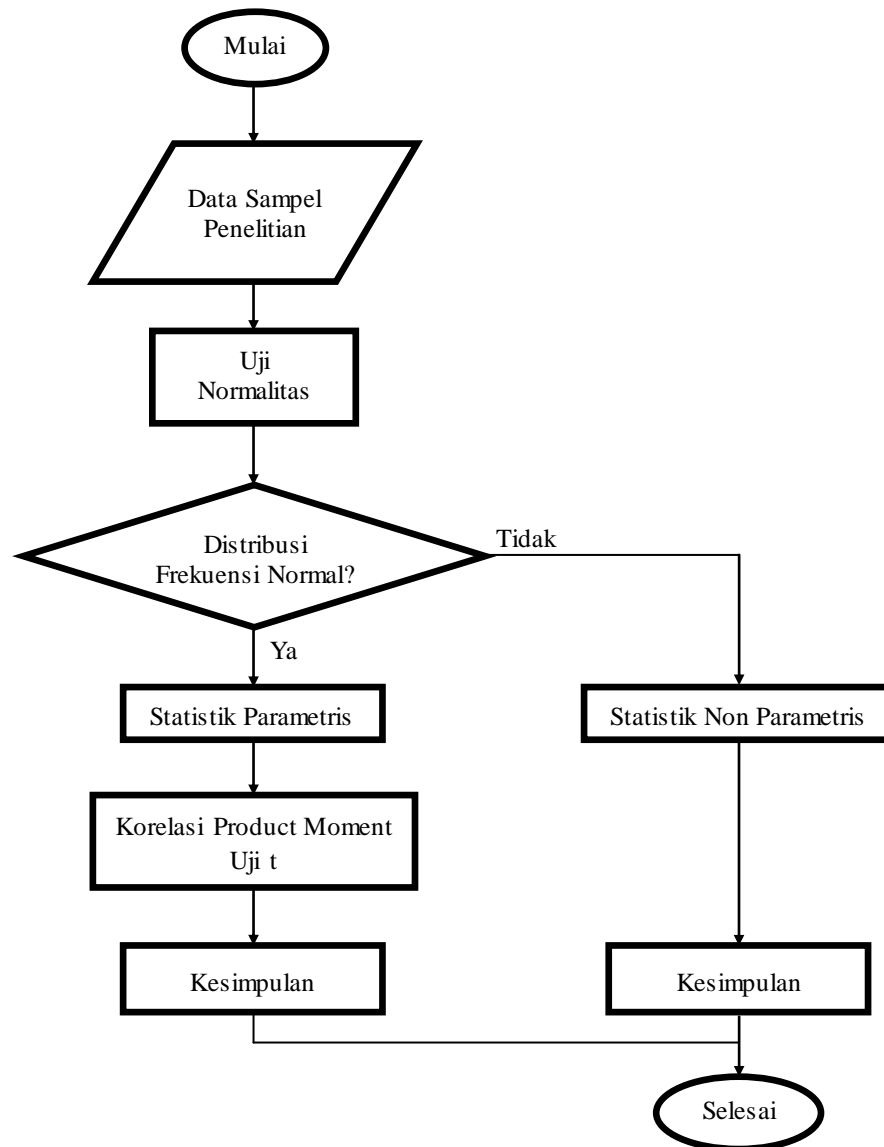 Mulai
Data Sampel
Penelitian
Uji
Normalitas
Distribusi
Frekuensi Normal?
Tidak
Ya
Statistik Parametris
Statistik Non Parametris
Korelasi Product Moment
Uji t
Kesimpulan
Kesimpulan
Selesai